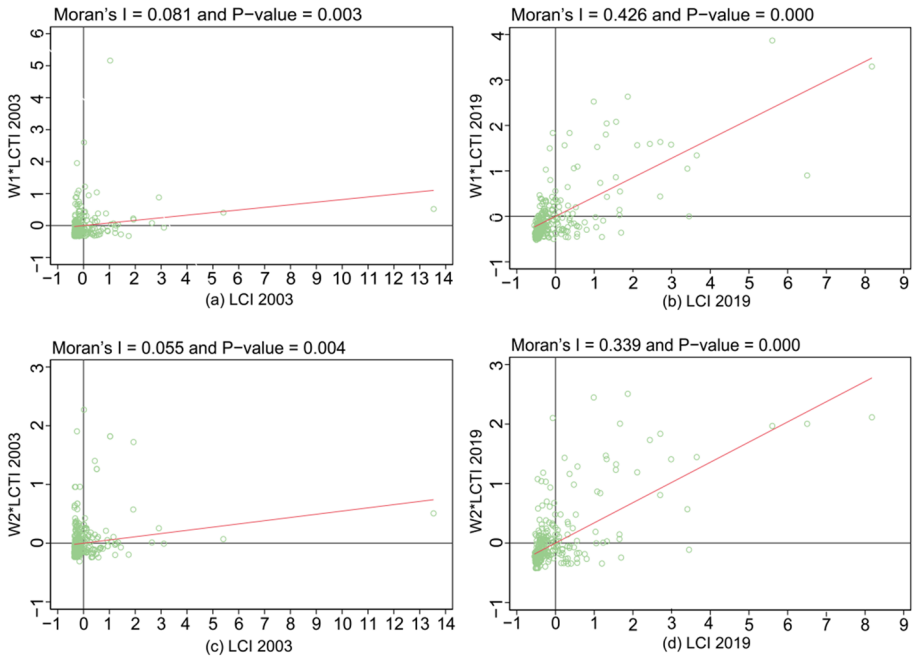 Moran's I = 0.081 and P−value = 0.003
W1*LCTI 2003
6
5
4
3
2
1
0
−1
−1 0 1 2 3 4 5 6 7 8 9 10 11 12 13 14
(a) LCI 2003
Moran's I = 0.426 and P−value = 0.000
W1*LCTI 2019
4
3
2
1
0
−1
−1 0 1 2 3 4 5 6 7 8 9
(b) LCI 2019
Moran's I = 0.055 and P−value = 0.004
W2*LCTI 2003
3
2
1
0
−1
−1 0 1 2 3 4 5 6 7 8 9 10 11 12 13 14
(c) LCI 2003
Moran's I = 0.339 and P−value = 0.000
W2*LCTI 2019
3
2
1
0
−1
−1 0 1 2 3 4 5 6 7 8 9
(d) LCI 2019